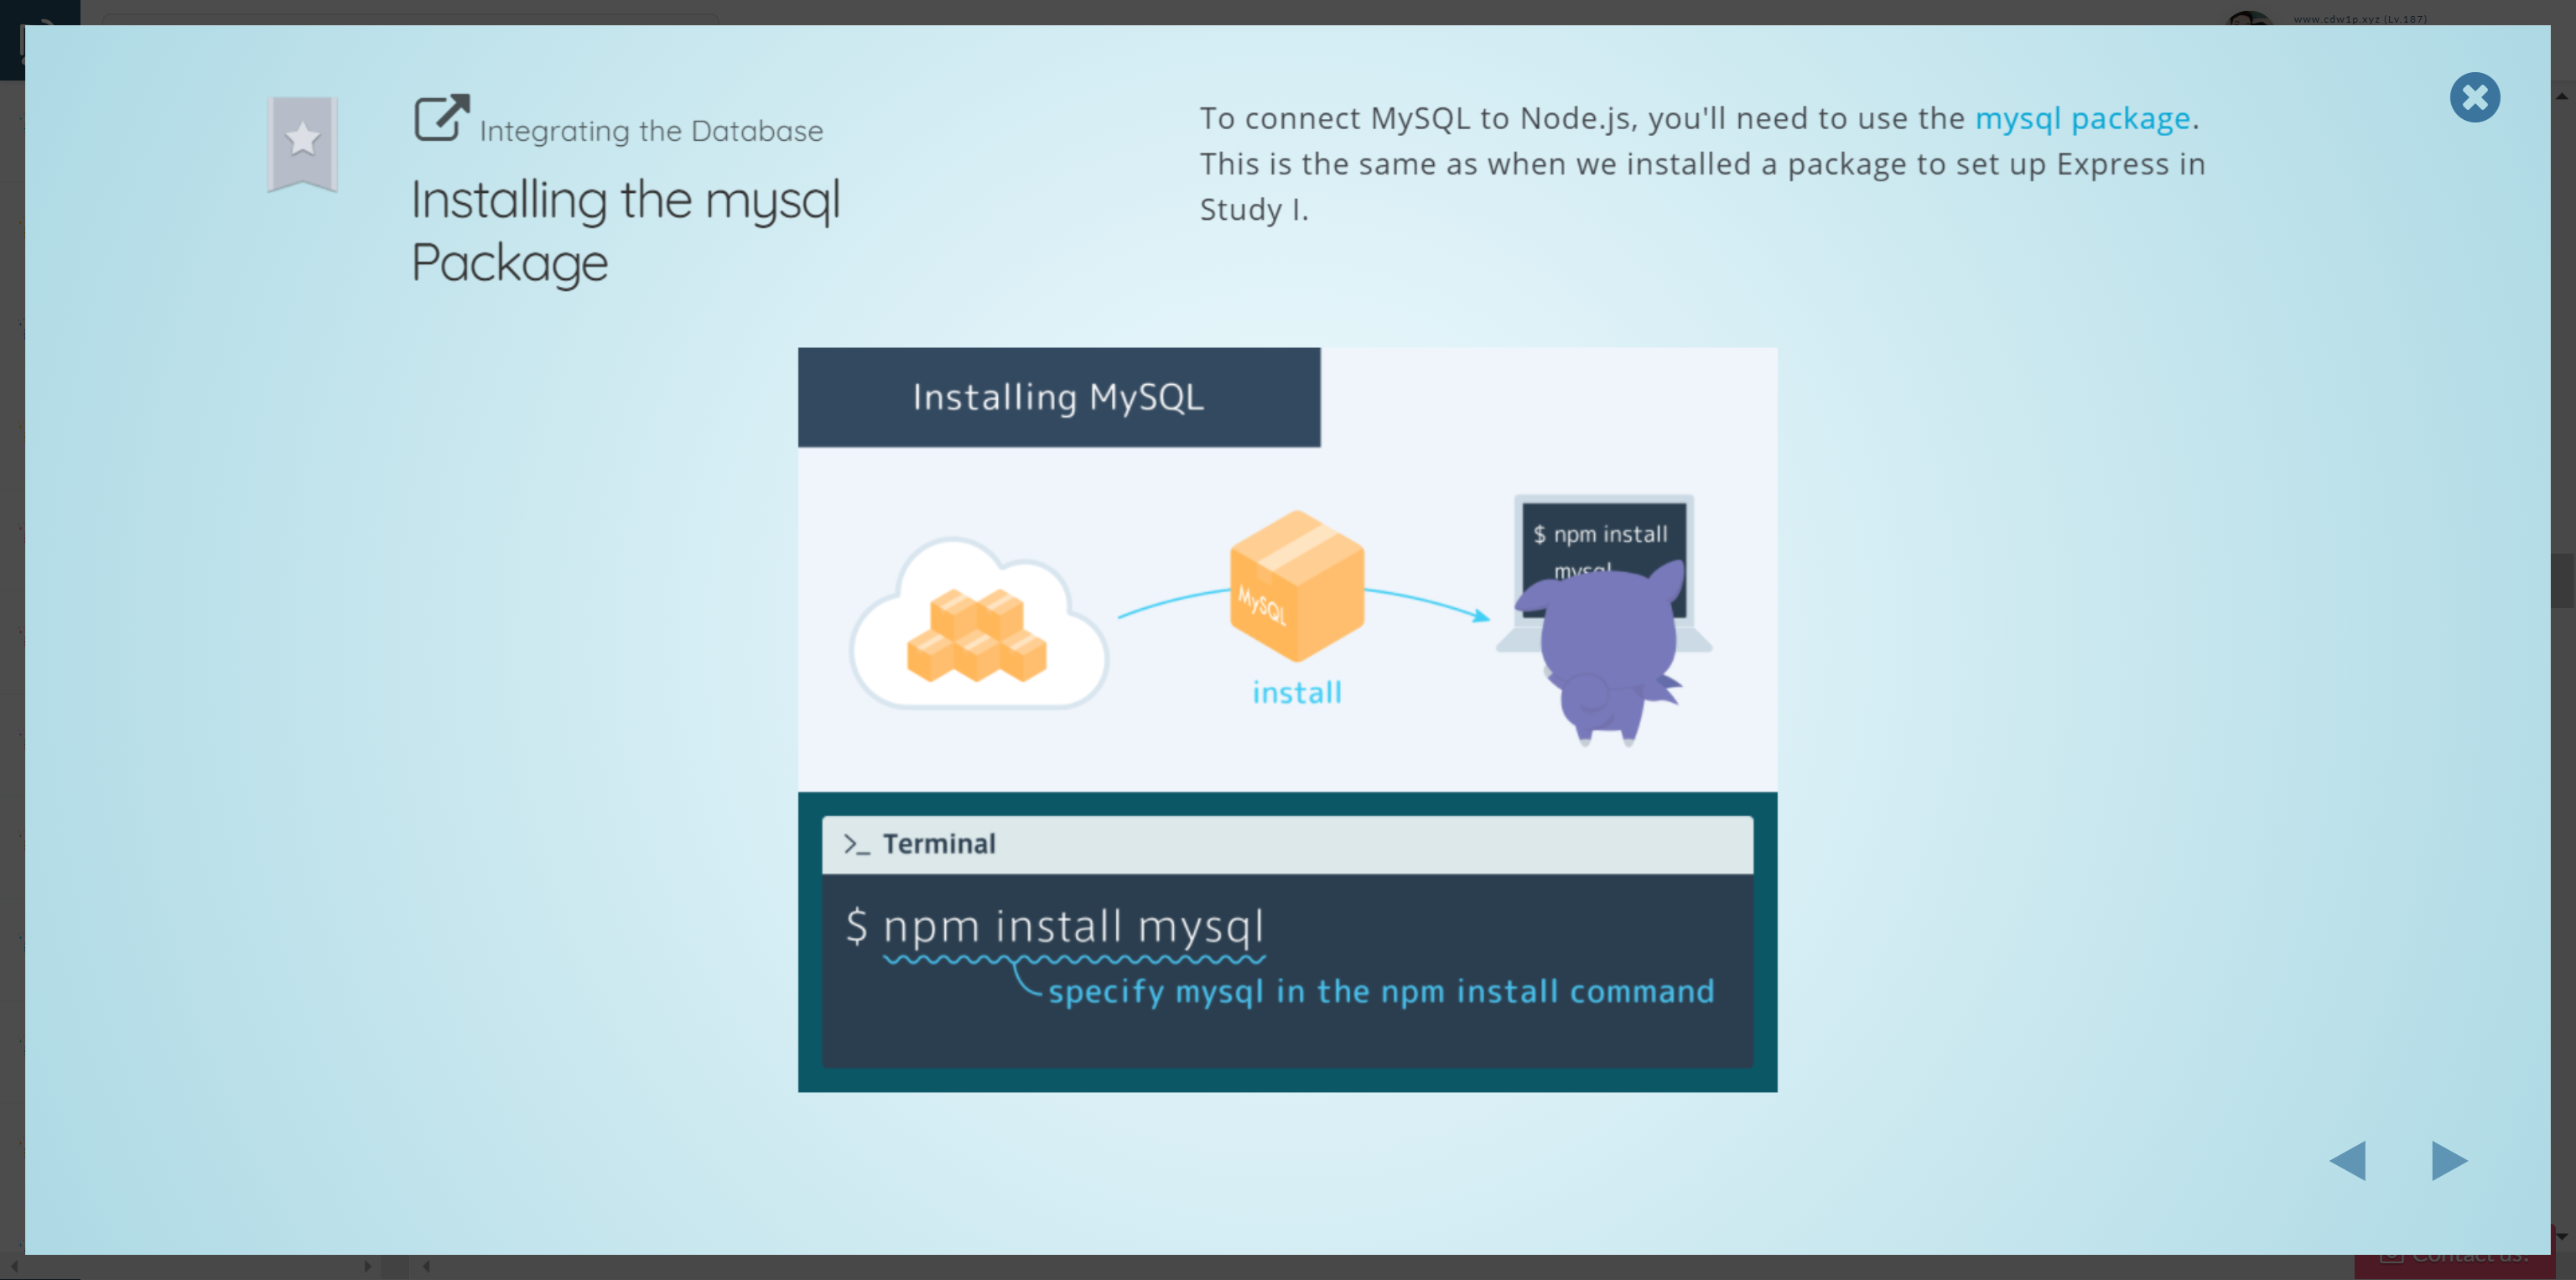 www.cdw1p.xyz (Lv.187)
Integrating the Database
Installing the mysql
Package
To connect MySQL to Node.js, you'll need to use the mysql package.
This is the same as when we installed a package to set up Express in
Study I.
Installing MySQL
$ npm install
mysql
MySQL
install
>_ Terminal
$ npm install mysql
specify mysql in the npm install command
Contact us!